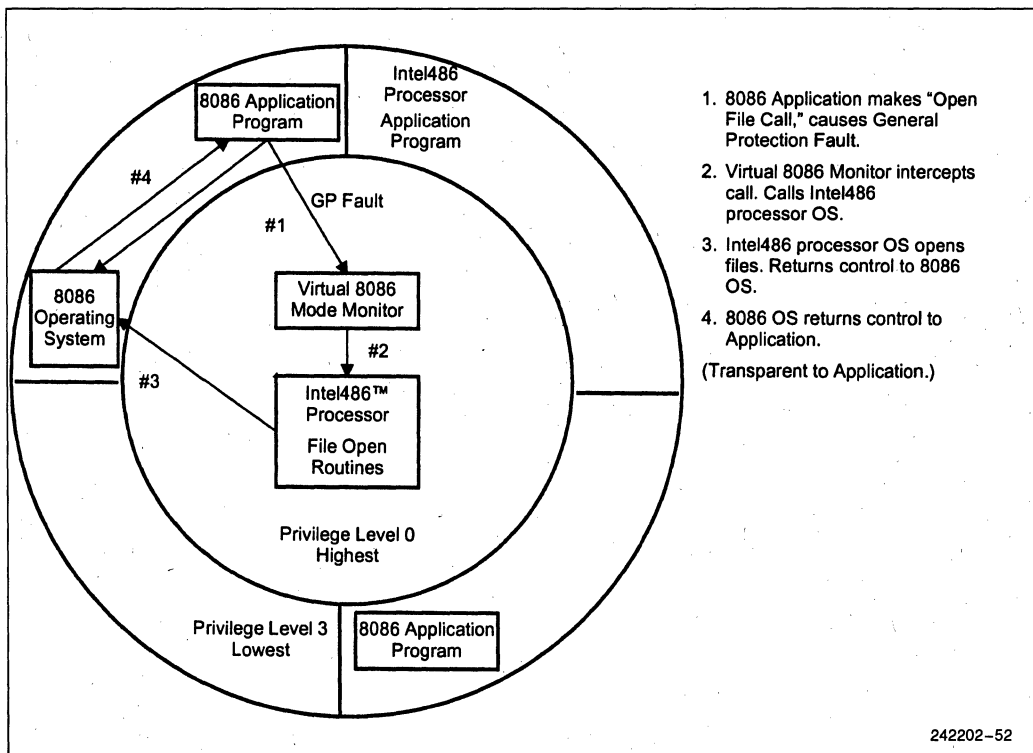 8086 Application
Program
Intel486
Processor
Application
Program
#4
GP Fault
#1
8086
Operating
System
Virtual 8086
Mode Monitor
#2
#3
Intel486™
Processor
File Open
Routines
Privilege Level 0
Highest
Privilege Level 3
Lowest
8086 Application
Program
1. 8086 Application makes "Open
File Call," causes General
Protection Fault.
2. Virtual 8086 Monitor intercepts
call. Calls Intel486
processor OS.
3. Intel486 processor OS opens
files. Returns control to 8086
OS.
4. 8086 OS returns control to
Application.
(Transparent to Application.)
242202–52